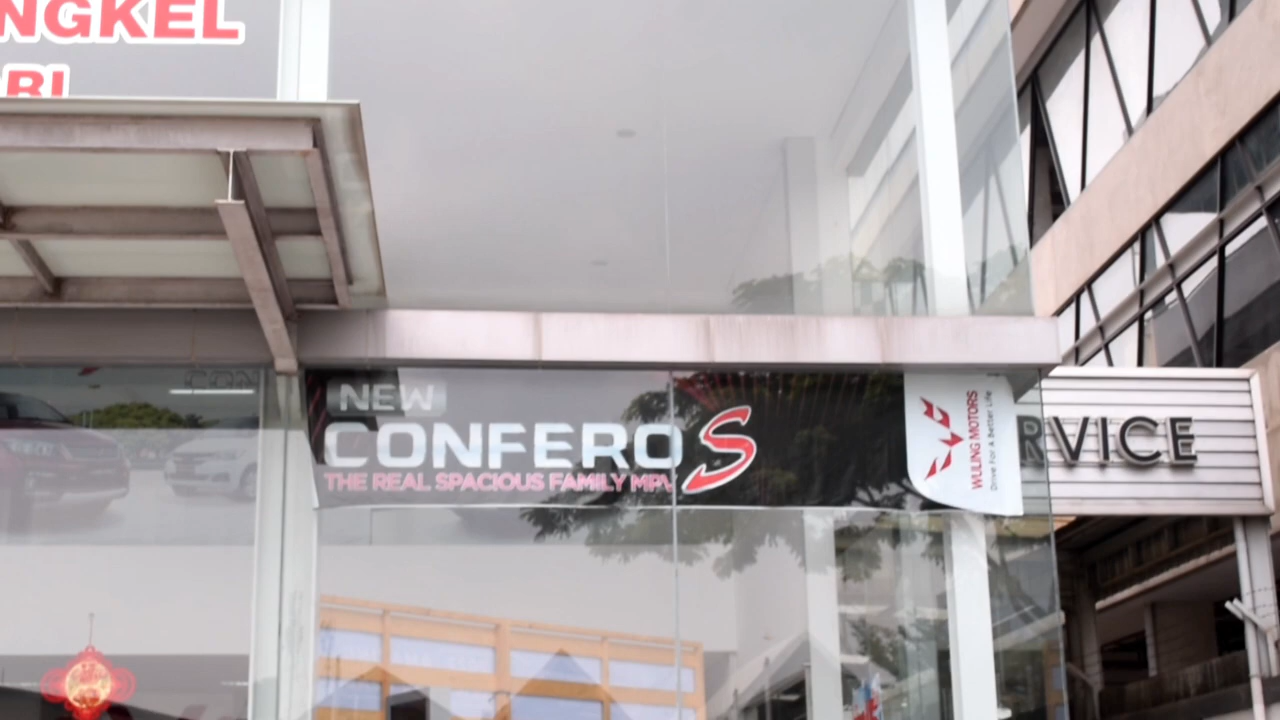 NGKEL
RI
NEW
CONFERO S
THE REAL SPACIOUS FAMILY MPV
WULING MOTORS
Drive For A Better Life
RVICE